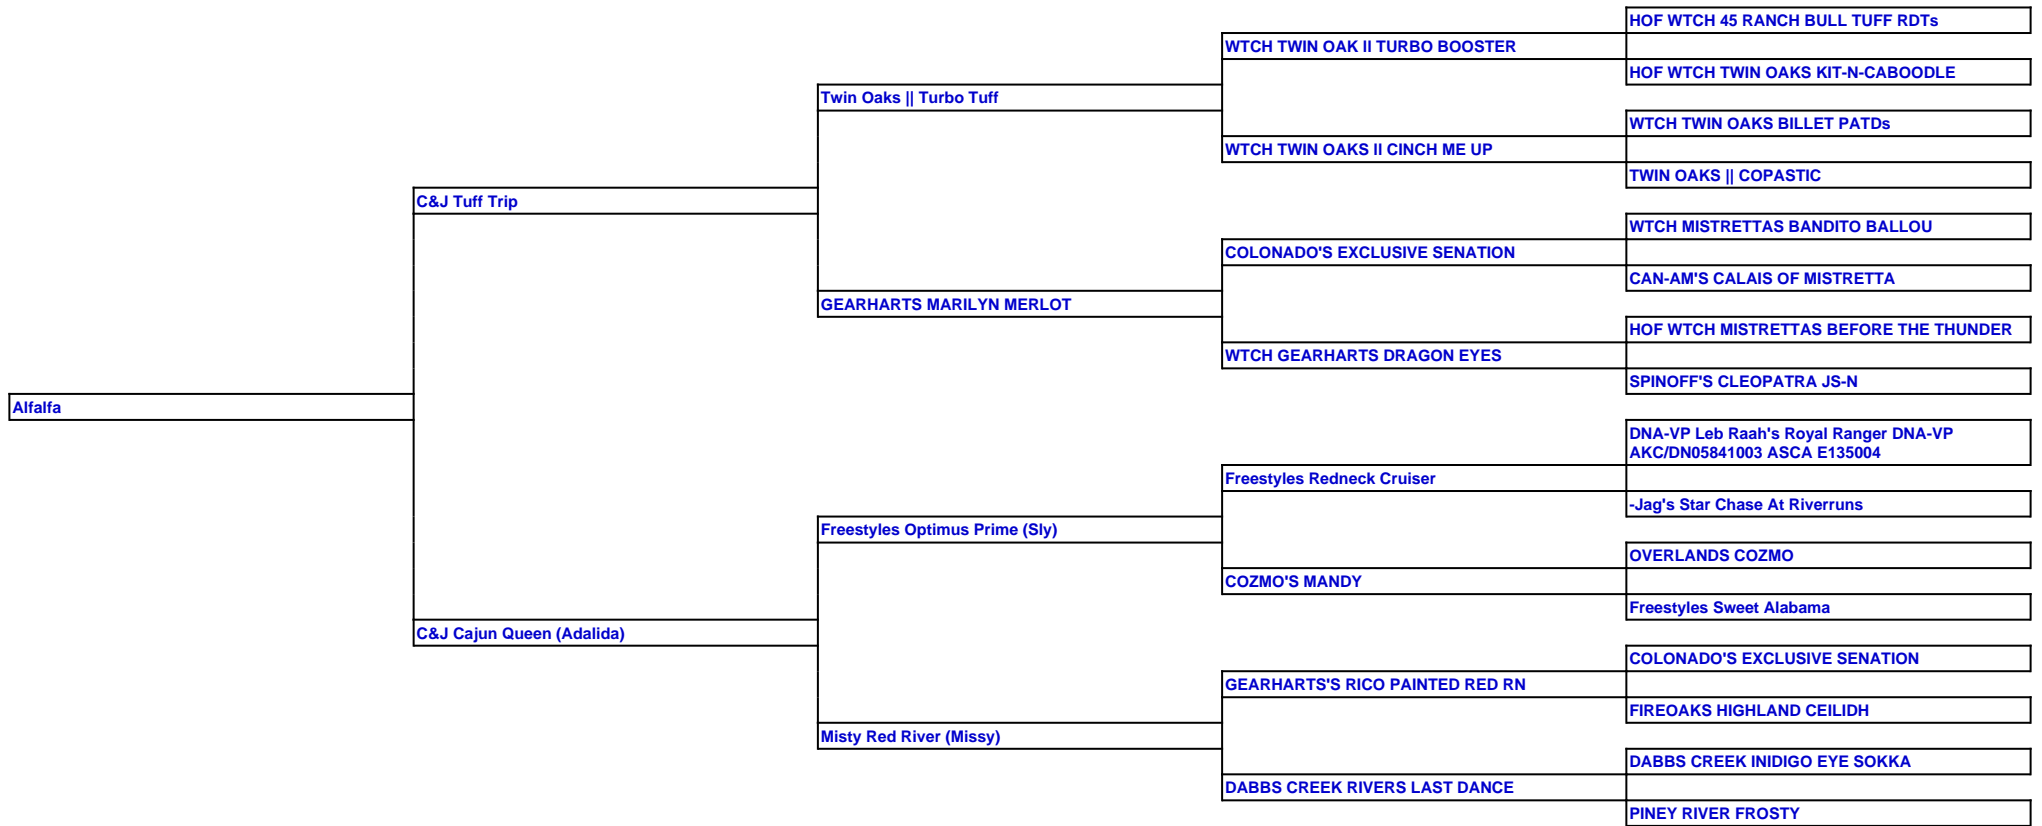 HOF WTCH 45 RANCH BULL TUFF RDTs
WTCH TWIN OAK II TURBO BOOSTER
HOF WTCH TWIN OAKS KIT-N-CABOODLE
Twin Oaks || Turbo Tuff
WTCH TWIN OAKS BILLET PATDs
WTCH TWIN OAKS II CINCH ME UP
TWIN OAKS || COPASTIC
C&J Tuff Trip
WTCH MISTRETTAS BANDITO BALLOU
COLONADO'S EXCLUSIVE SENATION
CAN-AM'S CALAIS OF MISTRETTA
GEARHARTS MARILYN MERLOT
HOF WTCH MISTRETTAS BEFORE THE THUNDER
WTCH GEARHARTS DRAGON EYES
SPINOFF'S CLEOPATRA JS-N
Alfalfa
DNA-VP Leb Raah's Royal Ranger DNA-VP
AKC/DN05841003 ASCA E135004
Freestyles Redneck Cruiser
-Jag's Star Chase At Riverruns
Freestyles Optimus Prime (Sly)
OVERLANDS COZMO
COZMO'S MANDY
Freestyles Sweet Alabama
C&J Cajun Queen (Adalida)
COLONADO'S EXCLUSIVE SENATION
GEARHARTS'S RICO PAINTED RED RN
FIREOAKS HIGHLAND CEILIDH
Misty Red River (Missy)
DABBS CREEK INIDIGO EYE SOKKA
DABBS CREEK RIVERS LAST DANCE
PINEY RIVER FROSTY